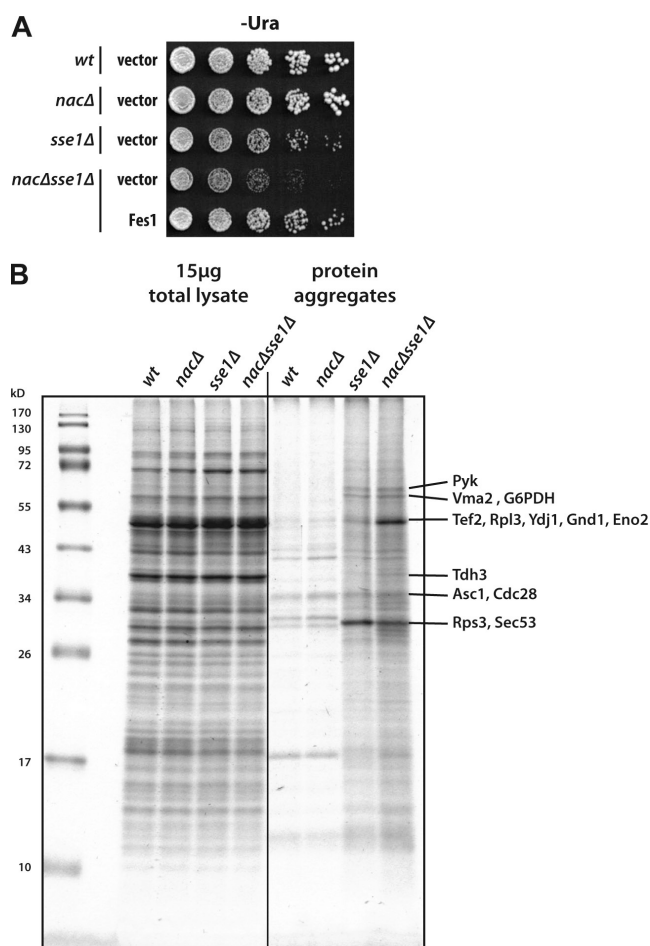 A
-Ura
wt vector
nacΔ vector
sse1Δ vector
nacΔsse1Δ vector
Fes1
B
15µg
total lysate
protein
aggregates
wt nacΔ sse1Δ nacΔsse1Δ wt nacΔ sse1Δ nacΔsse1Δ
kD
170
130
95
72
55
43
34
26
17
10
Pyk
Vma2 , G6PDH
Tef2, Rpl3, Ydj1, Gnd1, Eno2
Tdh3
Asc1, Cdc28
Rps3, Sec53